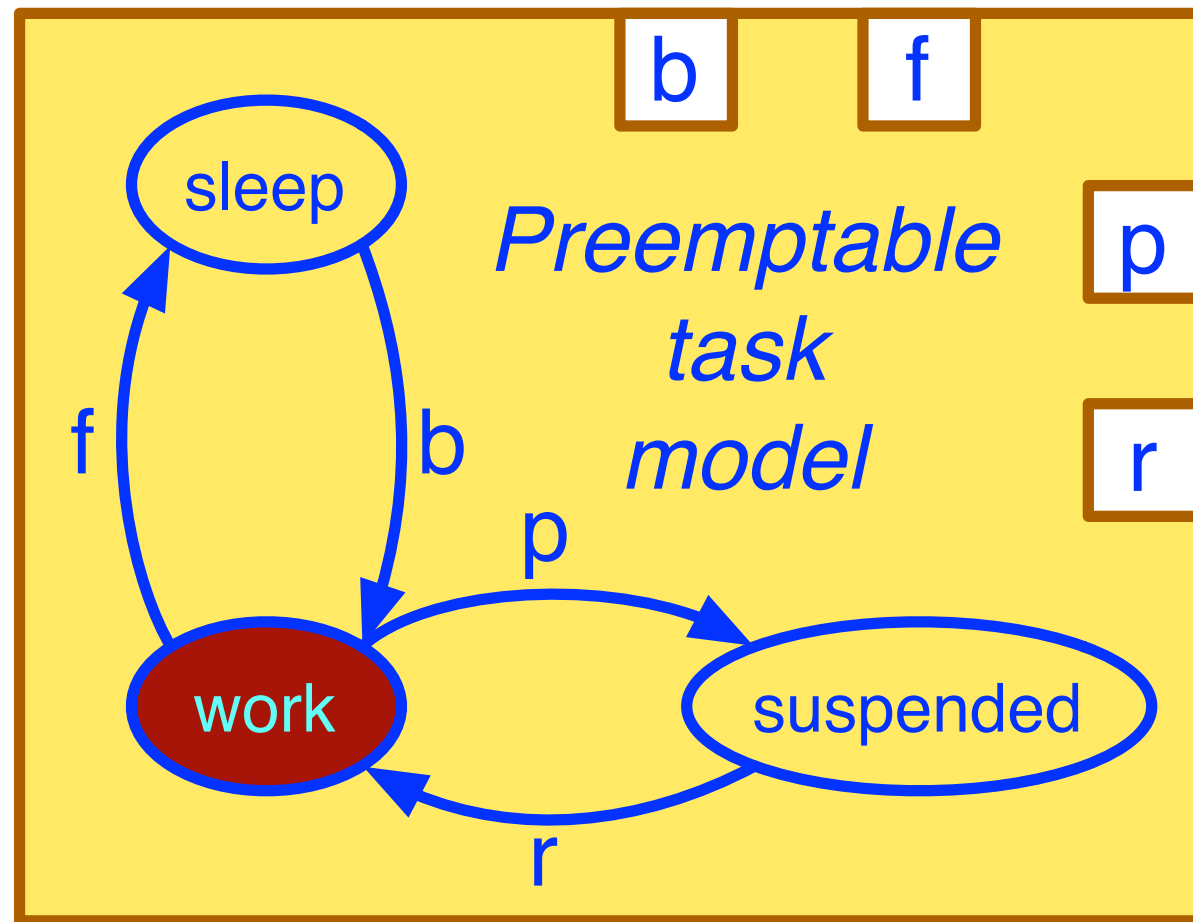 b
f
sleep
Preemptable
p
task
f
b
model
r
p
work
suspended
r